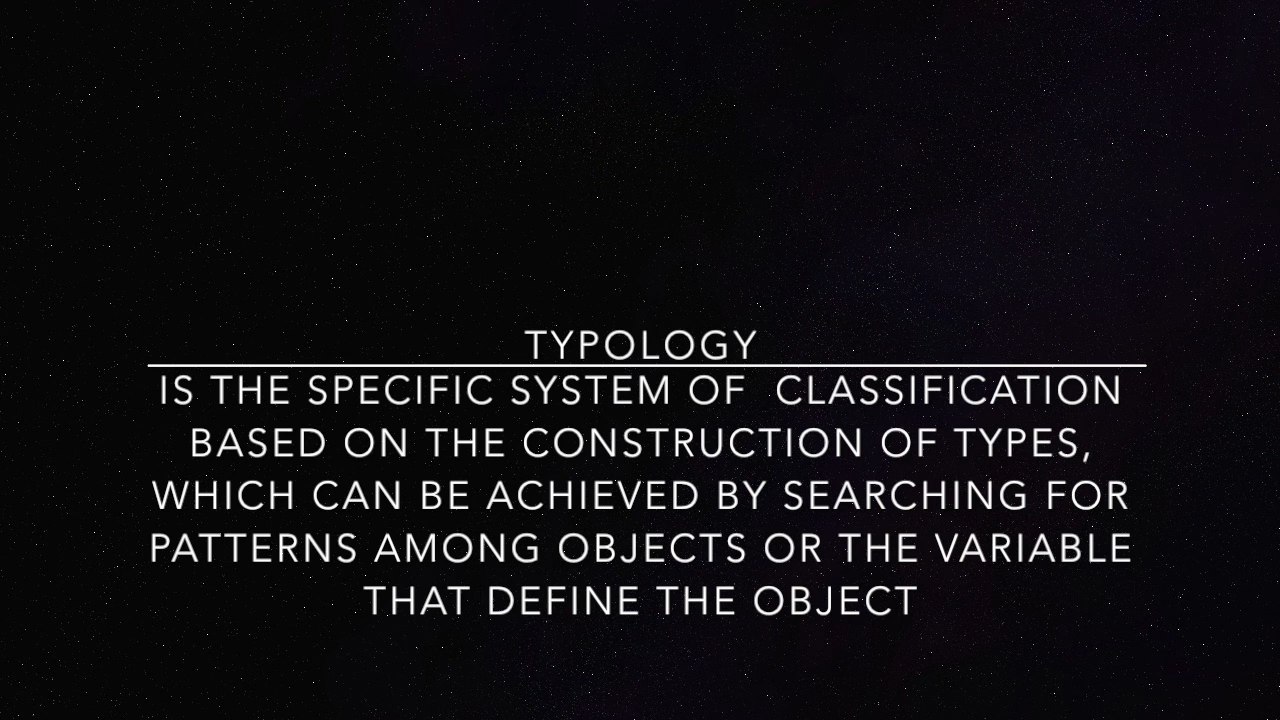 TYPOLOGY
IS THE SPECIFIC SYSTEM OF  CLASSIFICATION
BASED ON THE CONSTRUCTION OF TYPES,
WHICH CAN BE ACHIEVED BY SEARCHING FOR
PATTERNS AMONG OBJECTS OR THE VARIABLE
THAT DEFINE THE OBJECT